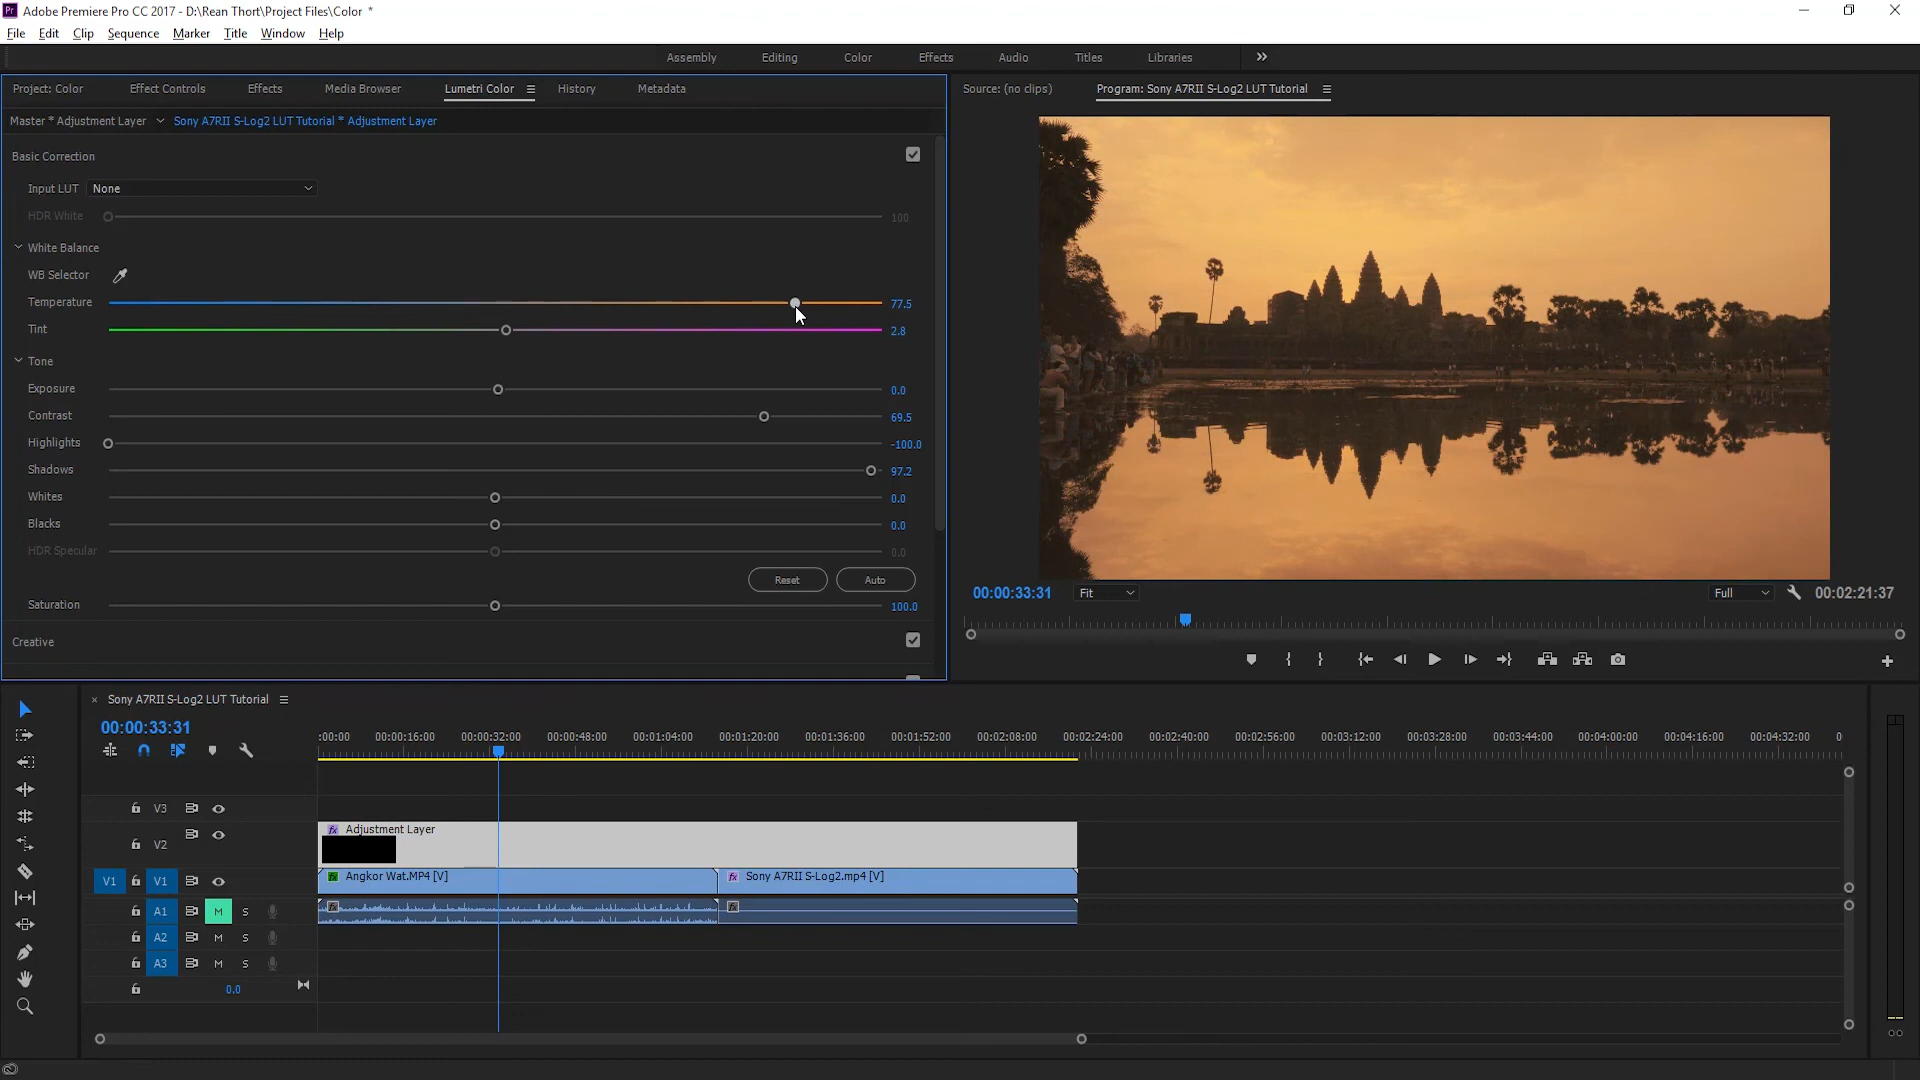 Pr Adobe Premiere Pro CC 2017 - D:\Rean Thort\Project Files\Color *
File Edit Clip Sequence Marker Title Window Help
Assembly Editing Color Effects Audio Titles Libraries
Project: Color Effect Controls Effects Media Browser Lumetri Color History Metadata
Source: (no clips) Program: Sony A7RII S-Log2 LUT Tutorial
Master * Adjustment Layer Sony A7RII S-Log2 LUT Tutorial * Adjustment Layer
Basic Correction
Input LUT None
HDR White 100
White Balance
WB Selector
Temperature 77.5
Tint 2.8
Tone
Exposure 0.0
Contrast 69.5
Highlights -100.0
Shadows 97.2
Whites 0.0
Blacks 0.0
HDR Specular 0.0
Reset Auto
Saturation 100.0
Creative
00:00:33:31 Fit Full 00:02:21:37
× Sony A7RII S-Log2 LUT Tutorial
00:00:33:31
:00:00 00:00:16:00 00:00:32:00 00:00:48:00 00:01:04:00 00:01:20:00 00:01:36:00 00:01:52:00 00:02:08:00 00:02:24:00 00:02:40:00 00:02:56:00 00:03:12:00 00:03:28:00 00:03:44:00 00:04:00:00 00:04:16:00 00:04:32:00 0
V3
fx Adjustment Layer
V2
V1 V1 fx Angkor Wat.MP4 [V] fx Sony A7RII S-Log2.mp4 [V]
A1 M S fx fx
A2 M S
A3 M S
0.0